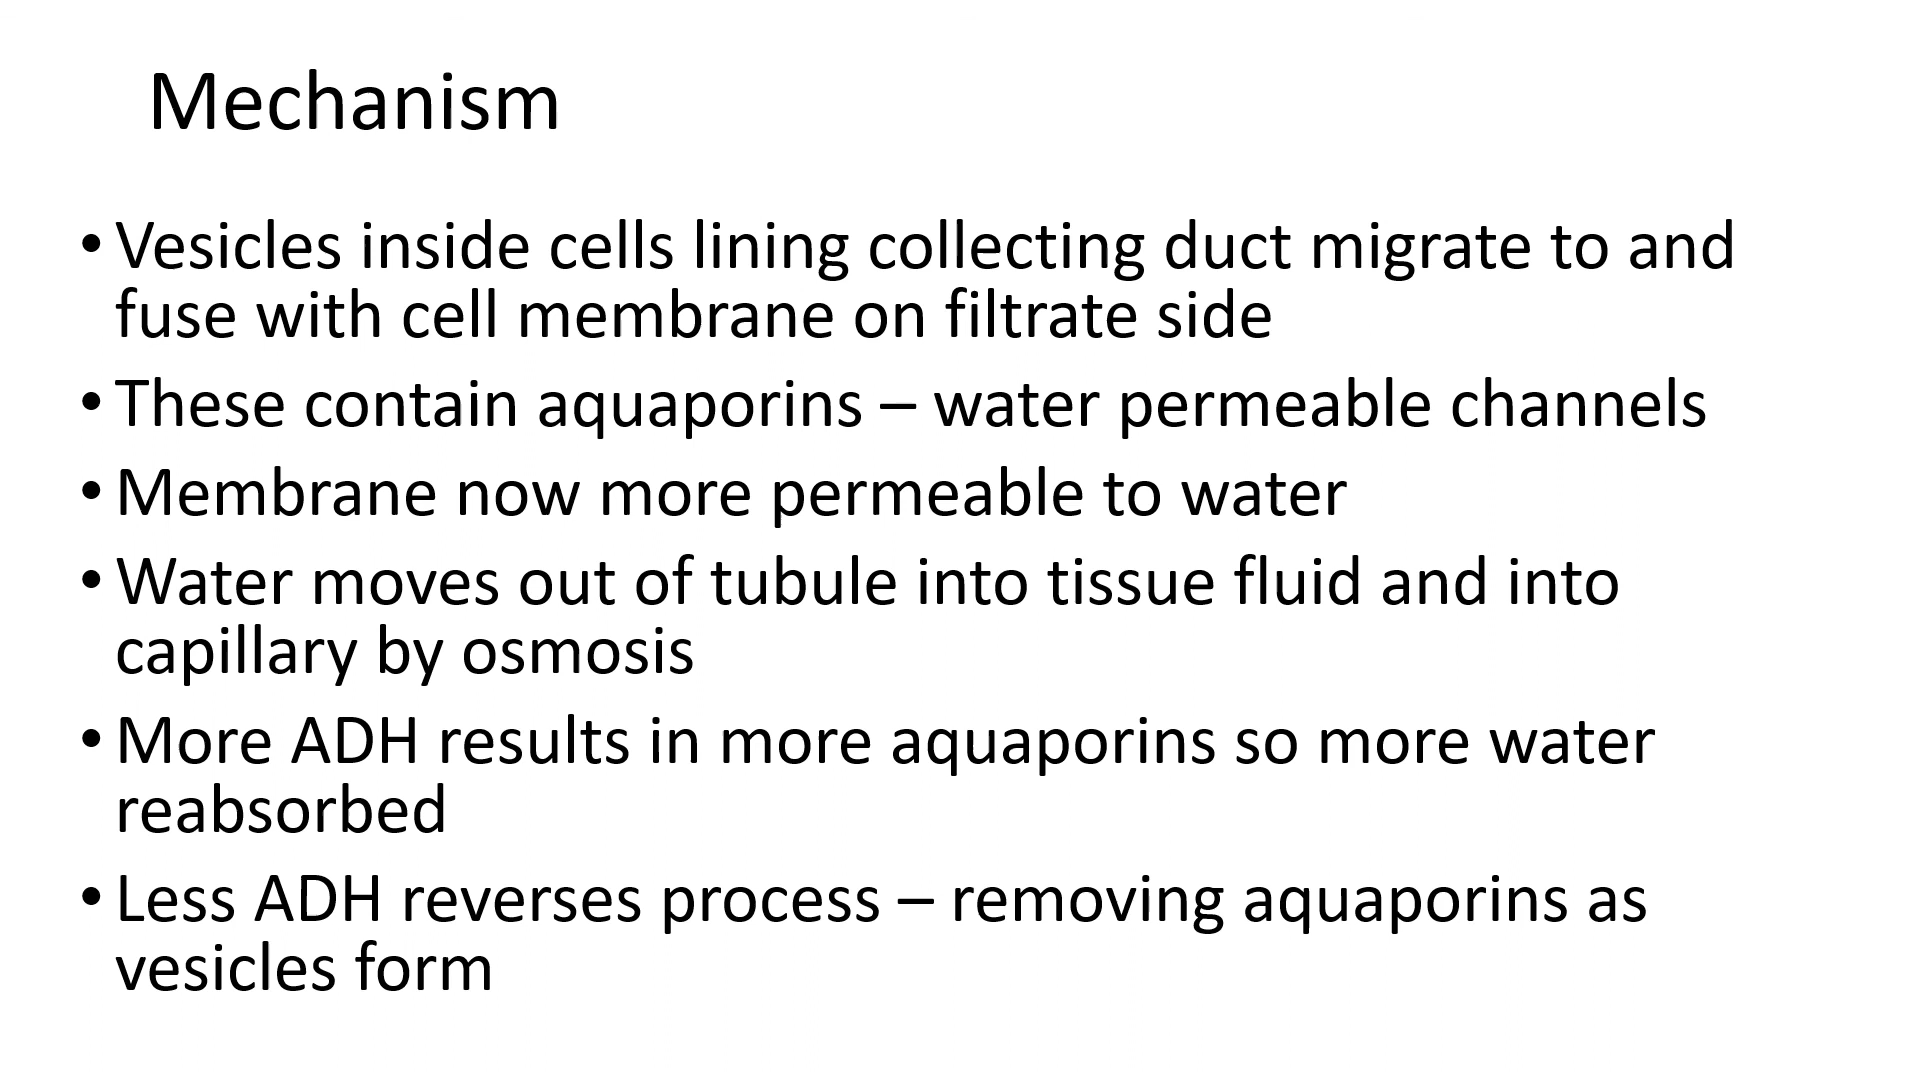 Mechanism
• Vesicles inside cells lining collecting duct migrate to and
fuse with cell membrane on filtrate side
• These contain aquaporins – water permeable channels
• Membrane now more permeable to water
• Water moves out of tubule into tissue fluid and into
capillary by osmosis
• More ADH results in more aquaporins so more water
reabsorbed
• Less ADH reverses process – removing aquaporins as
vesicles form